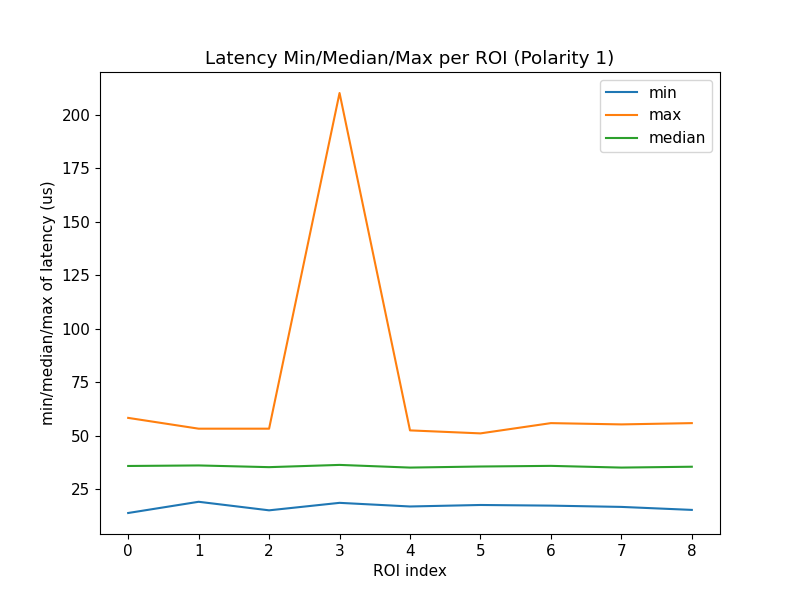 Latency Min/Median/Max per ROI (Polarity 1)
min
max
median
min/median/max of latency (us)
200
175
150
125
100
75
50
25
0 1 2 3 4 5 6 7 8
ROI index